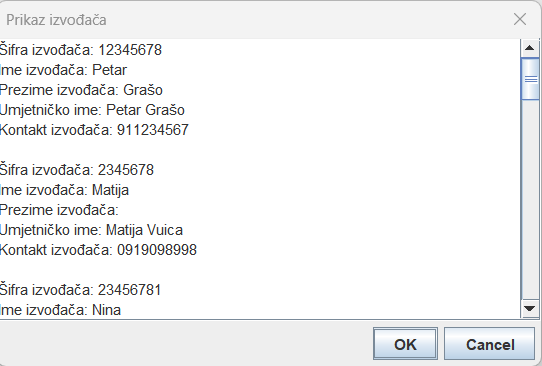 Prikaz izvođača
Šifra izvođača: 12345678
Ime izvođača: Petar
Prezime izvođača: Grašo
Umjetničko ime: Petar Grašo
Kontakt izvođača: 911234567
Šifra izvođača: 2345678
Ime izvođača: Matija
Prezime izvođača:
Umjetničko ime: Matija Vuica
Kontakt izvođača: 0919098998
Šifra izvođača: 23456781
Ime izvođača: Nina
OK Cancel